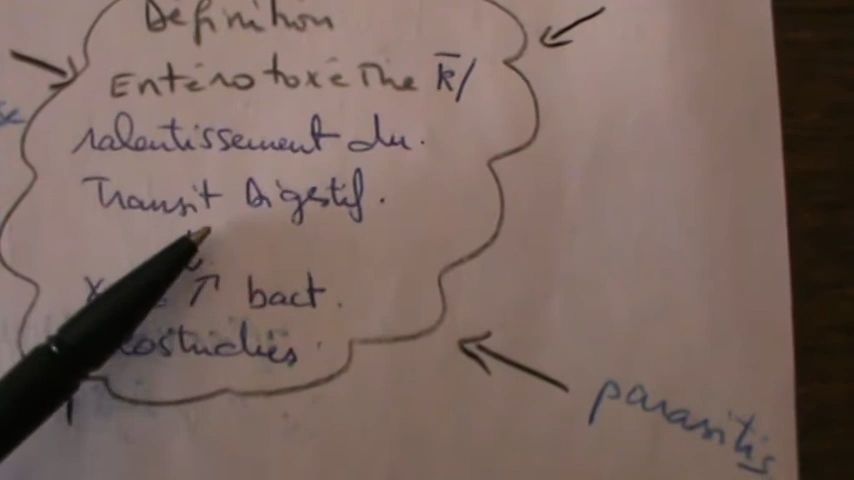 Définition
Entérotoxémie k̅/
ralentissement du.
Transit Digestif.
↗ bact.
parasitis